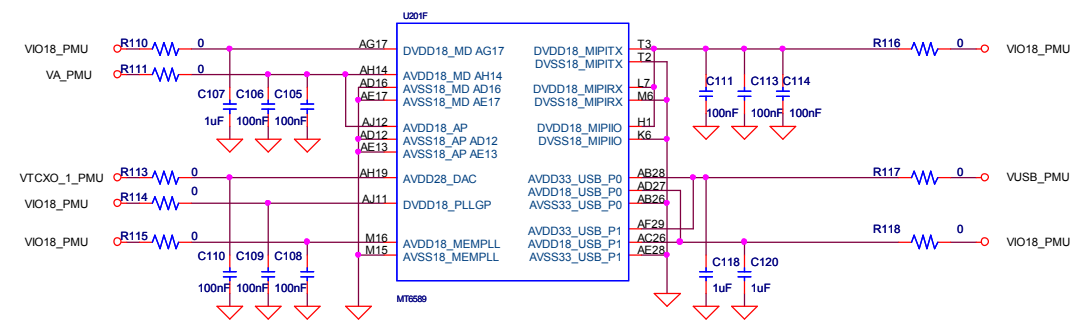 U201F
VIO18_PMU R110 0 AG17 DVDD18_MD AG17 DVDD18_MIPITX T3 R116 0 VIO18_PMU
DVSS18_MIPITX T2
VA_PMU R111 0 AH14 AVDD18_MD AH14
AD16 AVSS18_MD AD16 DVDD18_MIPIRX L7
AE17 AVSS18_MD AE17 DVSS18_MIPIRX M6
C107 C106 C105 C111 C113 C114
1uF 100nF 100nF 100nF 100nF 100nF
AJ12 AVDD18_AP DVDD18_MIPIIO H1
AD12 AVSS18_AP AD12 DVSS18_MIPIIO K6
AE13 AVSS18_AP AE13
VTCXO_1_PMU R113 0 AH19 AVDD28_DAC AVDD33_USB_P0 AB28 R117 0 VUSB_PMU
AVDD18_USB_P0 AD27
VIO18_PMU R114 0 AJ11 DVDD18_PLLGP AVSS33_USB_P0 AB26
AVDD33_USB_P1 AF29
VIO18_PMU R115 0 M16 AVDD18_MEMPLL AVDD18_USB_P1 AC26 R118 0 VIO18_PMU
M15 AVSS18_MEMPLL AVSS33_USB_P1 AE28
C110 C109 C108 C118 C120
100nF 100nF 100nF 1uF 1uF
MT6589